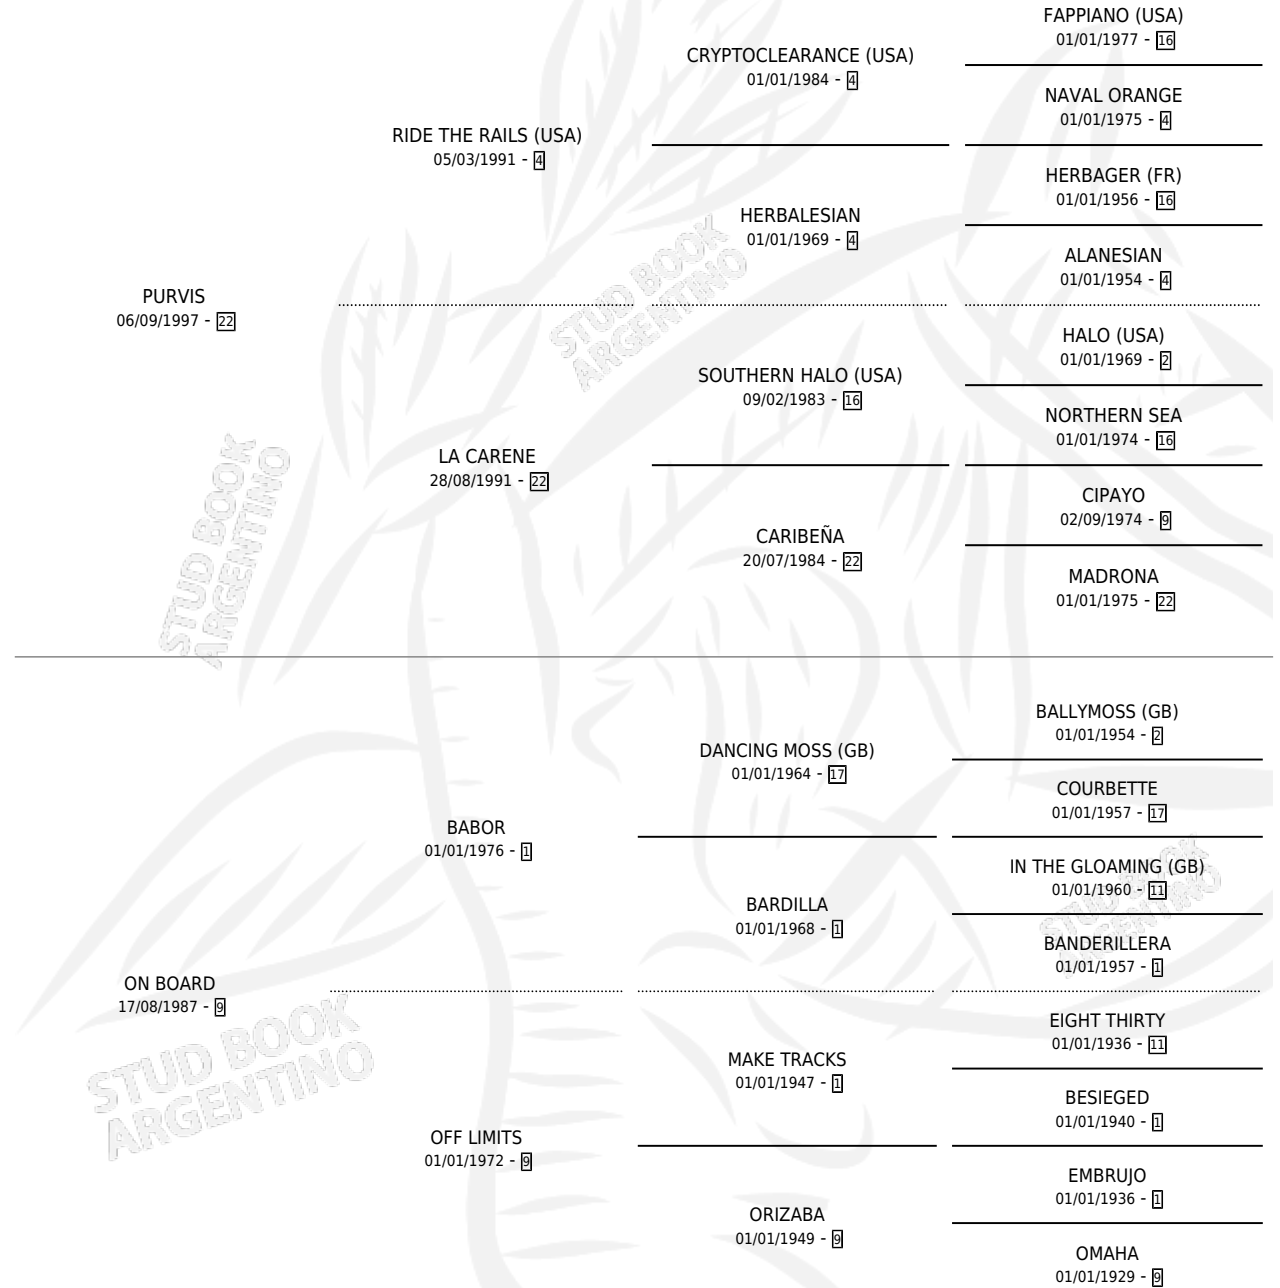 FAPPIANO (USA)
01/01/1977 - 16
CRYPTOCLEARANCE (USA)
01/01/1984 - 4
NAVAL ORANGE
01/01/1975 - 4
RIDE THE RAILS (USA)
05/03/1991 - 4
HERBAGER (FR)
01/01/1956 - 16
HERBALESIAN
01/01/1969 - 4
ALANESIAN
01/01/1954 - 4
PURVIS
06/09/1997 - 22
HALO (USA)
01/01/1969 - 2
SOUTHERN HALO (USA)
09/02/1983 - 16
NORTHERN SEA
01/01/1974 - 16
LA CARENE
28/08/1991 - 22
CIPAYO
02/09/1974 - 9
CARIBEÑA
20/07/1984 - 22
MADRONA
01/01/1975 - 22
BALLYMOSS (GB)
01/01/1954 - 2
DANCING MOSS (GB)
01/01/1964 - 17
COURBETTE
01/01/1957 - 17
BABOR
01/01/1976 - 1
IN THE GLOAMING (GB)
01/01/1960 - 11
BARDILLA
01/01/1968 - 1
BANDERILLERA
01/01/1957 - 1
ON BOARD
17/08/1987 - 9
EIGHT THIRTY
01/01/1936 - 11
MAKE TRACKS
01/01/1947 - 1
BESIEGED
01/01/1940 - 1
OFF LIMITS
01/01/1972 - 9
EMBRUJO
01/01/1936 - 1
ORIZABA
01/01/1949 - 9
OMAHA
01/01/1929 - 9
STUD BOOK
ARGENTINO
STUD BOOK
ARGENTINO
STUD BOOK
ARGENTINO
STUD BOOK
ARGENTINO